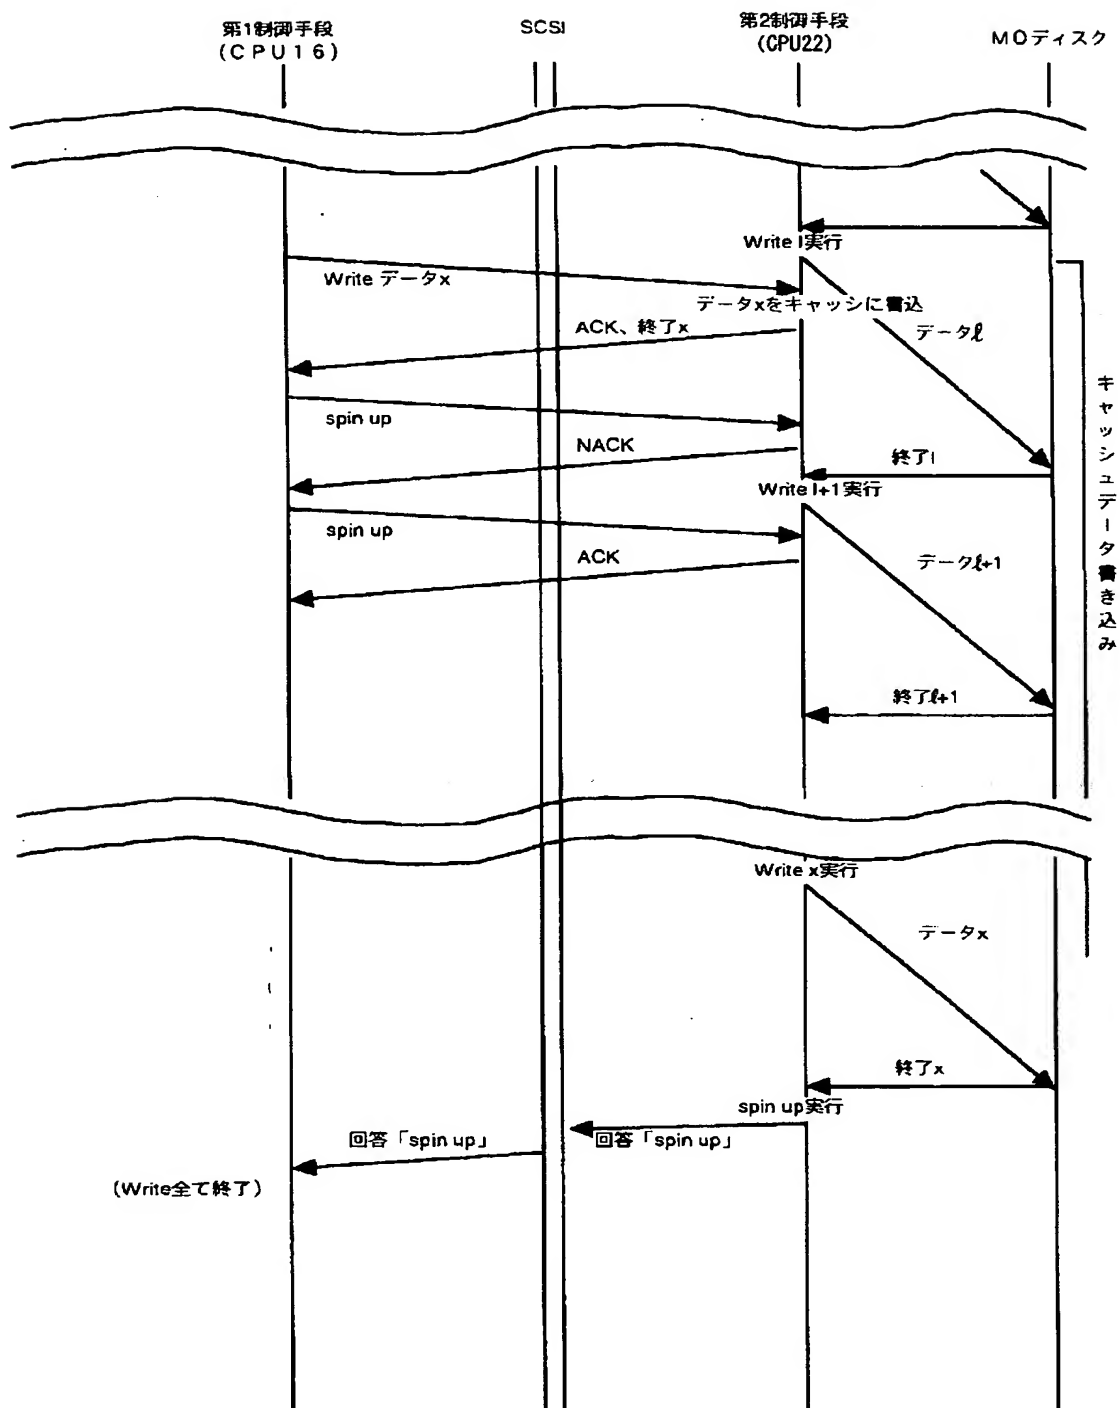 第1制御手段
(CPU16)
SCSI
第2制御手段
(CPU22)
MOディスク
Write l実行
Write データx
データxをキャッシに書込
ACK、終了x
データℓ
spin up
NACK
終了l
Write l+1実行
spin up
ACK
データℓ+1
終了ℓ+1
キャッシュデータ書き込み
Write x実行
データx
終了x
spin up実行
回答「spin up」
回答「spin up」
(Write全て終了)